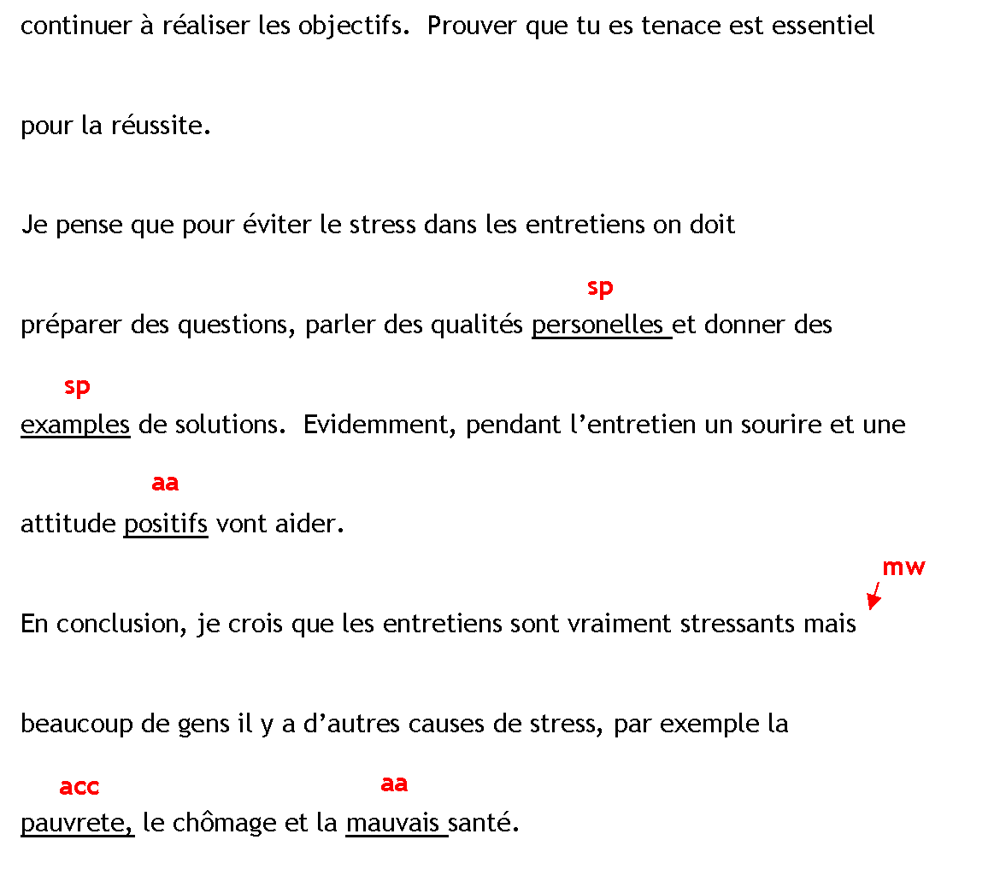 continuer à réaliser les objectifs.  Prouver que tu es tenace est essentiel
pour la réussite.
Je pense que pour éviter le stress dans les entretiens on doit
sp
préparer des questions, parler des qualités personelles et donner des
sp
examples de solutions.  Evidemment, pendant l’entretien un sourire et une
aa
attitude positifs vont aider.
mw
En conclusion, je crois que les entretiens sont vraiment stressants mais
beaucoup de gens il y a d’autres causes de stress, par exemple la
acc aa
pauvrete, le chômage et la mauvais santé.